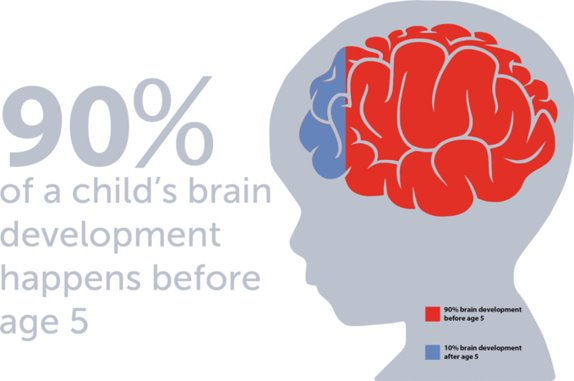 90%
of a child's brain
development
happens before
age 5
90% brain development
before age 5
10% brain development
after age 5